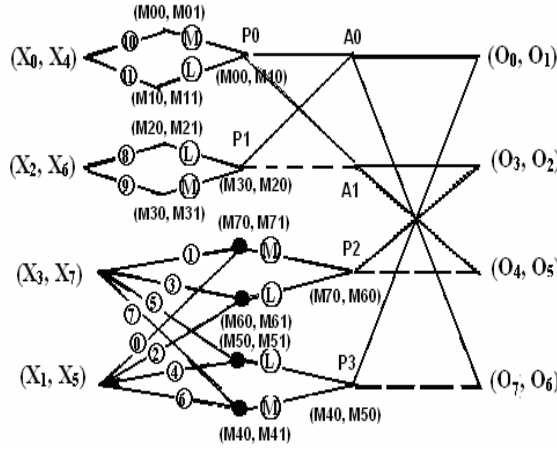 (M00, M01)
(X0, X4)
10
M
P0
A0
(O0, O1)
11
L
(M00, M10)
(M10, M11)
(M20, M21)
P1
(X2, X6)
8
L
(O3, O2)
9
M
(M30, M20)
A1
(M30, M31)
(M70, M71)
1
M
P2
(X3, X7)
3
(O4, O5)
5
L
(M70, M60)
7
(M60, M61)
(M50, M51)
0
2
L
P3
(X1, X5)
4
(O7, O6)
6
M
(M40, M50)
(M40, M41)